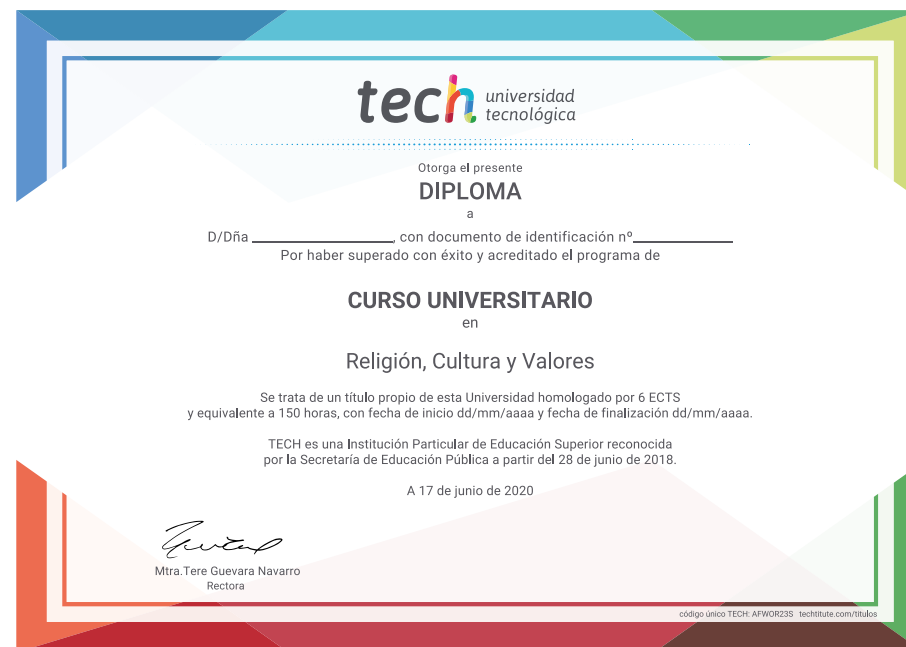 tech universidad
tecnológica
Otorga el presente
DIPLOMA
a
D/Dña ____________________, con documento de identificación nº______________
Por haber superado con éxito y acreditado el programa de
CURSO UNIVERSITARIO
en
Religión, Cultura y Valores
Se trata de un título propio de esta Universidad homologado por 6 ECTS
y equivalente a 150 horas, con fecha de inicio dd/mm/aaaa y fecha de finalización dd/mm/aaaa.
TECH es una Institución Particular de Educación Superior reconocida
por la Secretaría de Educación Pública a partir del 28 de junio de 2018.
A 17 de junio de 2020
Mtra.Tere Guevara Navarro
Rectora
código único TECH: AFWOR23S techtitute.com/titulos